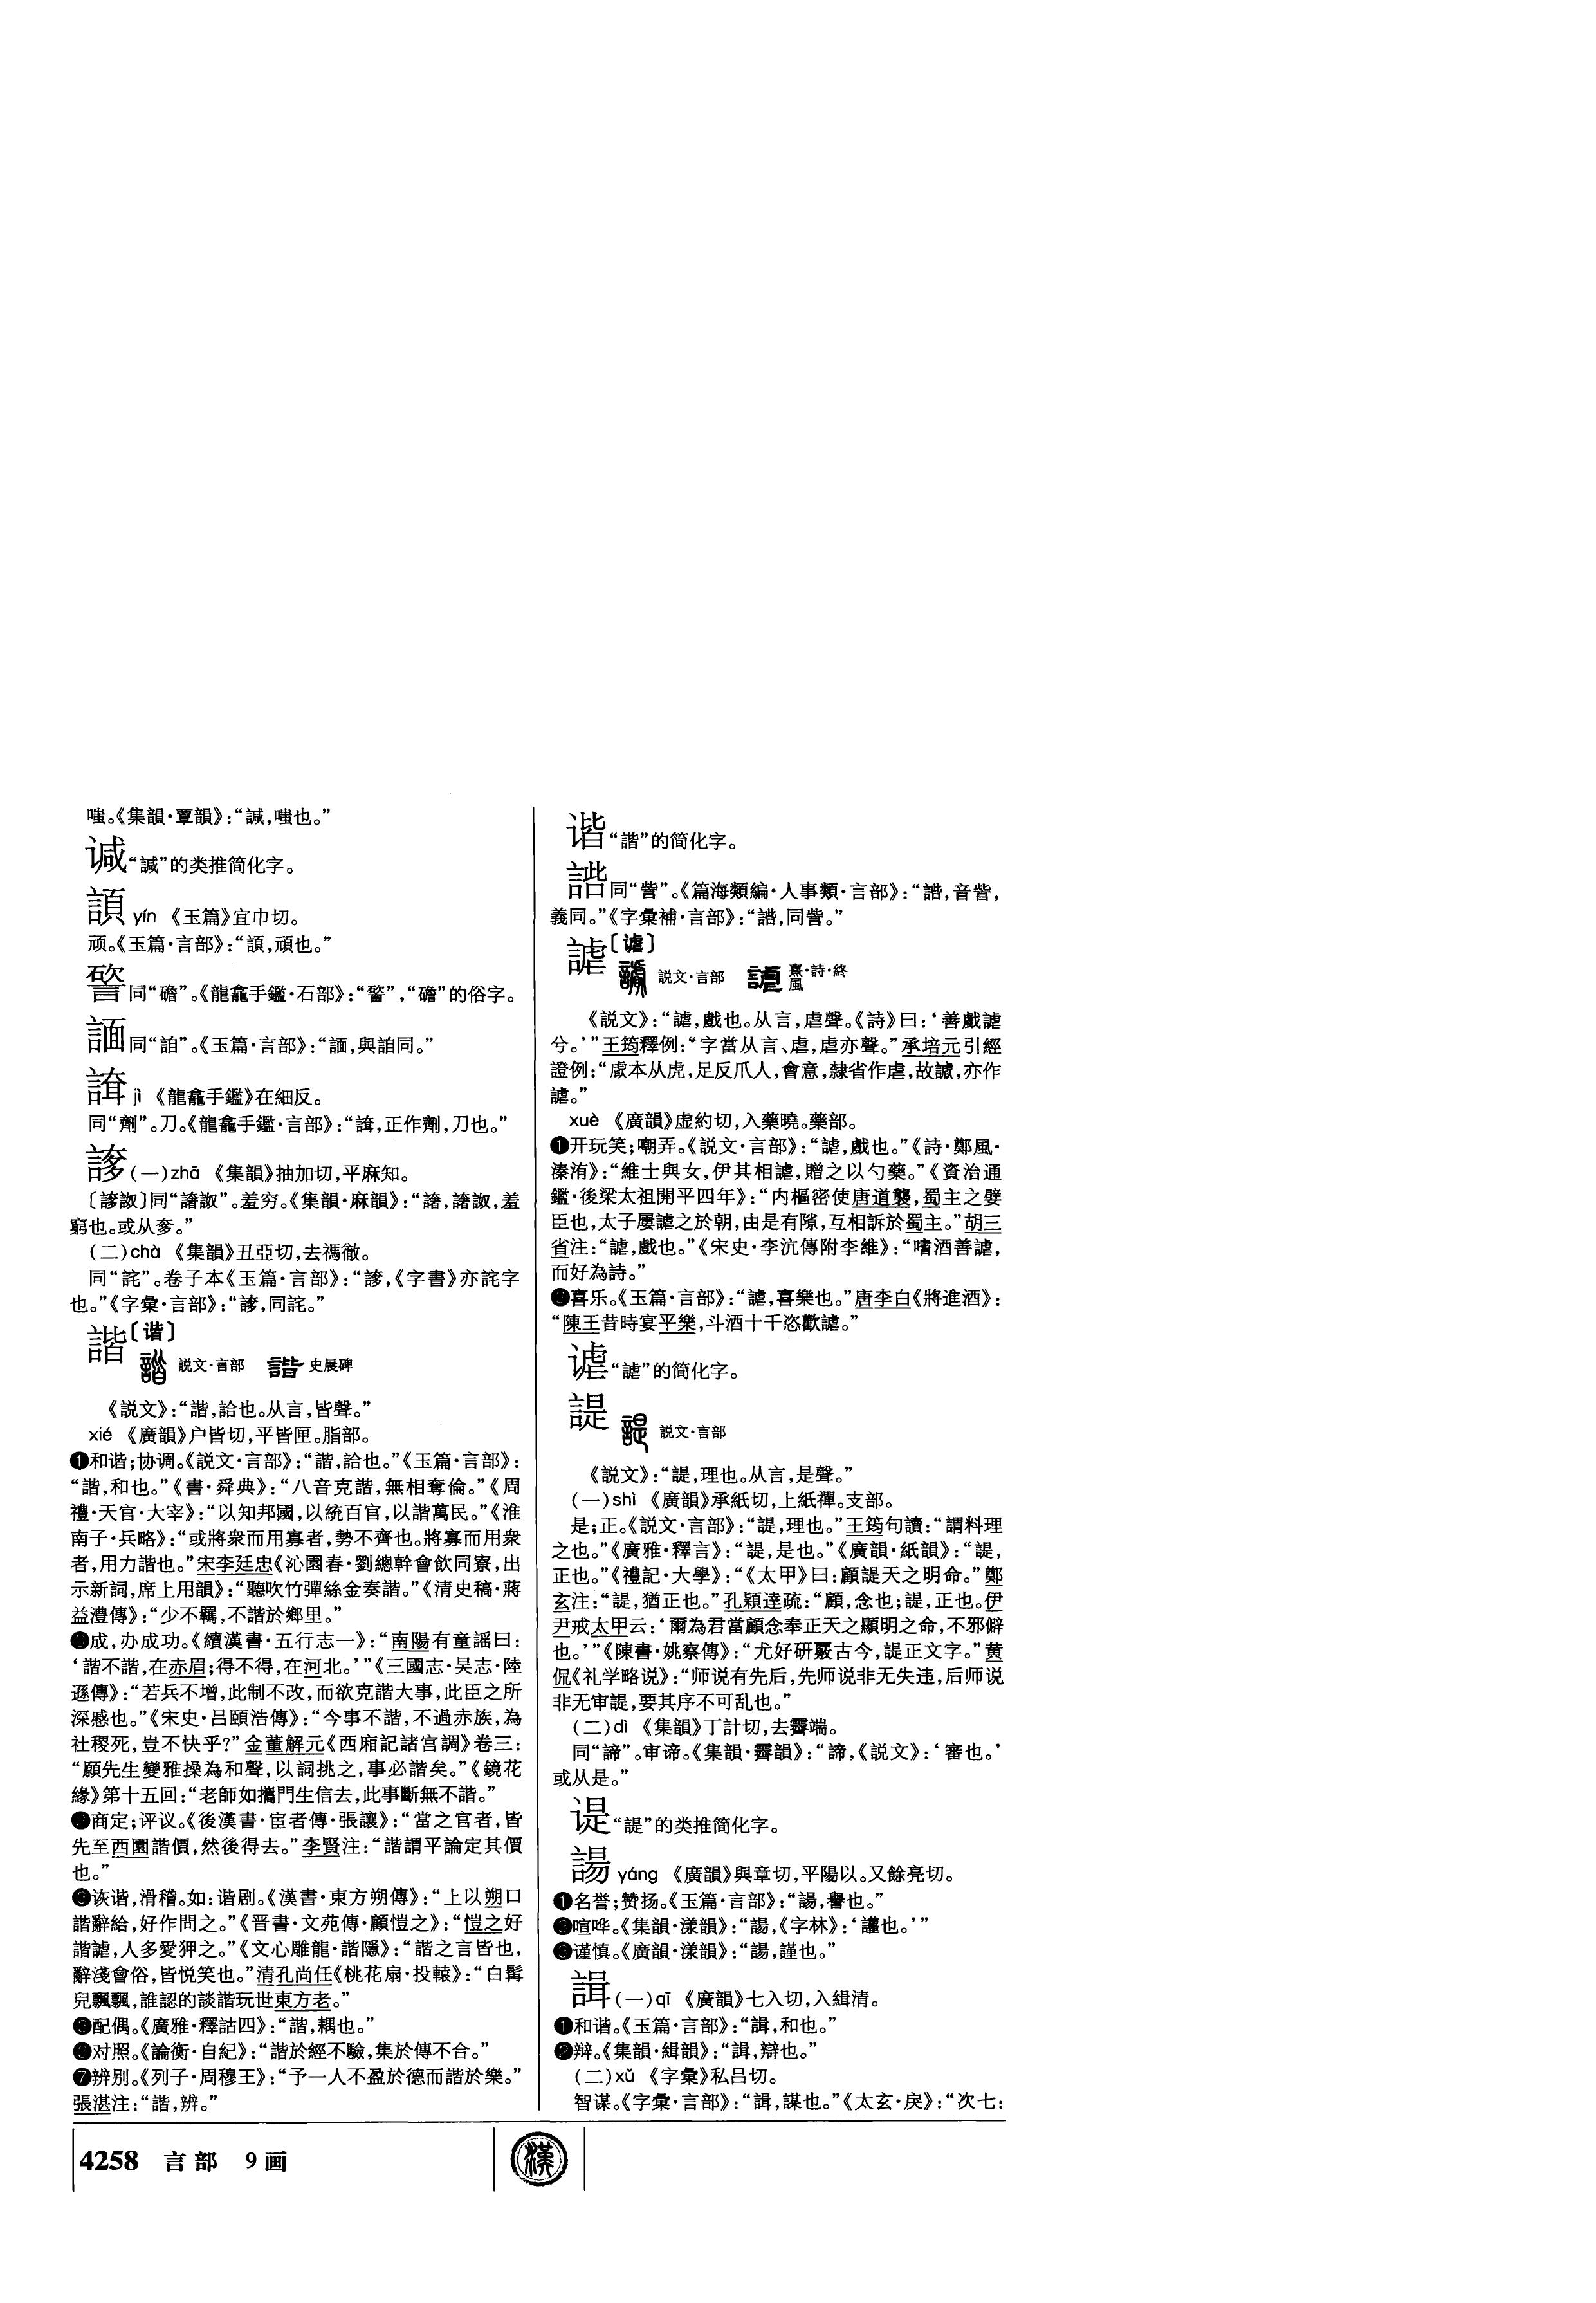 嗤。《集韻·覃韻》：“諴，嗤也。”
𬤗“諴”的类推简化字。
yín 《玉篇》宜巾切。
顽。《玉篇·言部》：“，頑也。”
同“礷”。《龍龕手鑑·石部》：“”，“礷”的俗字。
同“詯”。《玉篇·言部》：“，與詯同。”
jì 《龍龕手鑑》在細反。
同“劑”。刀。《龍龕手鑑·言部》：“，正作劑，刀也。”
謻(一)zhā 《集韻》抽加切，平麻知。
〔詉〕同“譇詉”。羞穷。《集韻·麻韻》：“譇，譇詉，羞
窮也。或从奓。”
(二)chà 《集韻》丑亞切，去禡徹。
同“詫”。卷子本《玉篇·言部》：“，《字書》亦詫字
也。”《字彙·言部》：“，同詫。”
諧〔谐〕
説文·言部 史晨碑
《説文》：“諧，詥也。从言，皆聲。”
xié 《廣韻》户皆切，平皆匣。脂部。
❶和谐；协调。《説文·言部》：“諧，詥也。”《玉篇·言部》：
“諧，和也。”《書·舜典》：“八音克諧，無相奪倫。”《周
禮·天官·大宰》：“以知邦國，以統百官，以諧萬民。”《淮
南子·兵略》：“或將衆而用寡者，勢不齊也。將寡而用衆
者，用力諧也。”宋李廷忠《沁園春·劉總幹會飲同寮，出
示新詞，席上用韻》：“聽吹竹彈絲金奏諧。”《清史稿·蔣
益澧傳》：“少不羈，不諧於鄉里。”
成，办成功。《續漢書·五行志一》：“南陽有童謡曰：
‘諧不諧，在赤眉；得不得，在河北。’”《三國志·吴志·陸
遜傳》：“若兵不增，此制不改，而欲克諧大事，此臣之所
深慼也。”《宋史·吕頤浩傳》：“今事不諧，不過赤族，為
社稷死，豈不快乎？”金董解元《西廂記諸宫調》卷三：
“願先生變雅操為和聲，以詞挑之，事必諧矣。”《鏡花
緣》第十五回：“老師如攜門生信去，此事斷無不諧。”
商定；评议。《後漢書·宦者傳·張讓》：“當之官者，皆
先至西園諧價，然後得去。”李賢注：“諧謂平論定其價
也。”
诙谐，滑稽。如：谐剧。《漢書·東方朔傳》：“上以朔口
諧辭給，好作問之。”《晋書·文苑傳·顧愷之》：“愷之好
諧謔，人多愛狎之。”《文心雕龍·諧隱》：“諧之言皆也，
辭淺會俗，皆悦笑也。”清孔尚任《桃花扇·投轅》：“白髯
兒飄飄，誰認的談諧玩世東方老。”
配偶。《廣雅·釋詁四》：“諧，耦也。”
对照。《論衡·自紀》：“諧於經不驗，集於傳不合。”
❼辨别。《列子·周穆王》：“予一人不盈於德而諧於樂。”
張湛注：“諧，辨。”
谐“諧”的简化字。
同“訾”。《篇海類編·人事類·言部》：“，音訾，
義同。”《字彙補·言部》：“，同訾。”
謔〔谑〕
説文·言部 熹·詩·終
風
《説文》：“謔，戲也。从言，虐聲。《詩》曰：‘善戲謔
兮。’”王筠釋例：“字當从言、虐，虐亦聲。”承培元引經
證例：“虐本从虎，足反爪人，會意，隸省作虐，故，亦作
謔。”
xuè 《廣韻》虚約切，入藥曉。藥部。
❶开玩笑；嘲弄。《説文·言部》：“謔，戲也。”《詩·鄭風·
溱洧》：“維士與女，伊其相謔，贈之以勺藥。”《資治通
鑑·後梁太祖開平四年》：“内樞密使唐道襲，蜀主之嬖
臣也，太子屢謔之於朝，由是有隙，互相訴於蜀主。”胡三
省注：“謔，戲也。”《宋史·李沆傳附李維》：“嗜酒善謔，
而好為詩。”
喜乐。《玉篇·言部》：“謔，喜樂也。”唐李白《將進酒》：
“陳王昔時宴平樂，斗酒十千恣歡謔。”
谑“謔”的简化字。
諟
説文·言部
《説文》：“諟，理也。从言，是聲。”
(一)shì 《廣韻》承紙切，上紙禪。支部。
是；正。《説文·言部》：“諟，理也。”王筠句讀：“謂料理
之也。”《廣雅·釋言》：“諟，是也。”《廣韻·紙韻》：“諟，
正也。”《禮記·大學》：“《太甲》曰：顧諟天之明命。”鄭
玄注：“諟，猶正也。”孔穎達疏：“顧，念也；諟，正也。伊
尹戒太甲云：‘爾為君當顧念奉正天之顯明之命，不邪僻
也。’”《陳書·姚察傳》：“尤好研覈古今，諟正文字。”黄
侃《礼学略说》：“师说有先后，先师说非无失违，后师说
非无审諟，要其序不可乱也。”
(二)dì 《集韻》丁計切，去霽端。
同“諦”。审谛。《集韻·霽韻》：“諦，《説文》：‘審也。’
或从是。”
𬤊“諟”的类推简化字。
諹 yáng 《廣韻》與章切，平陽以。又餘亮切。
❶名誉；赞扬。《玉篇·言部》：“諹，譽也。”
喧哗。《集韻·漾韻》：“諹，《字林》：‘讙也。’”
谨慎。《廣韻·漾韻》：“諹，謹也。”
諿(一)qī 《廣韻》七入切，入緝清。
❶和谐。《玉篇·言部》：“諿，和也。”
❷辩。《集韻·緝韻》：“諿，辯也。”
(二)xǔ 《字彙》私吕切。
智谋。《字彙·言部》：“諿，謀也。”《太玄·戾》：“次七：
4258 言部 9画
漢